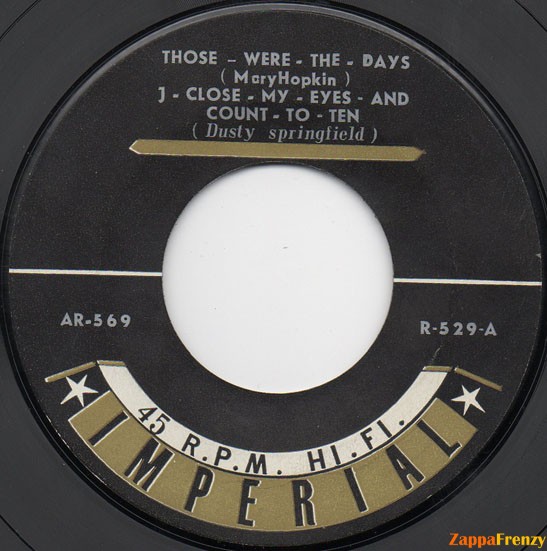 THOSE - WERE - THE - DAYS
( MaryHopkin )
J - CLOSE - MY - EYES - AND
COUNT - TO - TEN
( Dusty springfield )
AR-569
R-529-A
45 R.P.M. HI.FI.
IMPERIAL
ZappaFrenzy